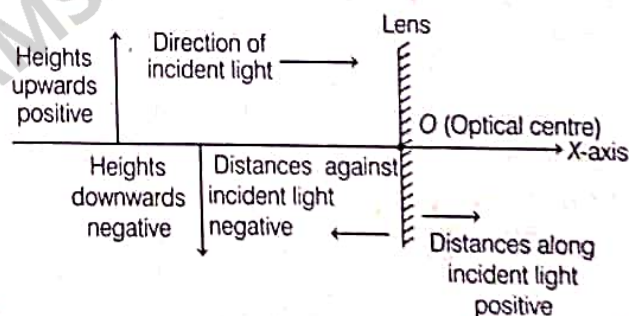 Lens
Heights
upwards
positive
Direction of
incident light
O (Optical centre)
X-axis
Heights
downwards
negative
Distances against
incident light
negative
Distances along
incident light
positive